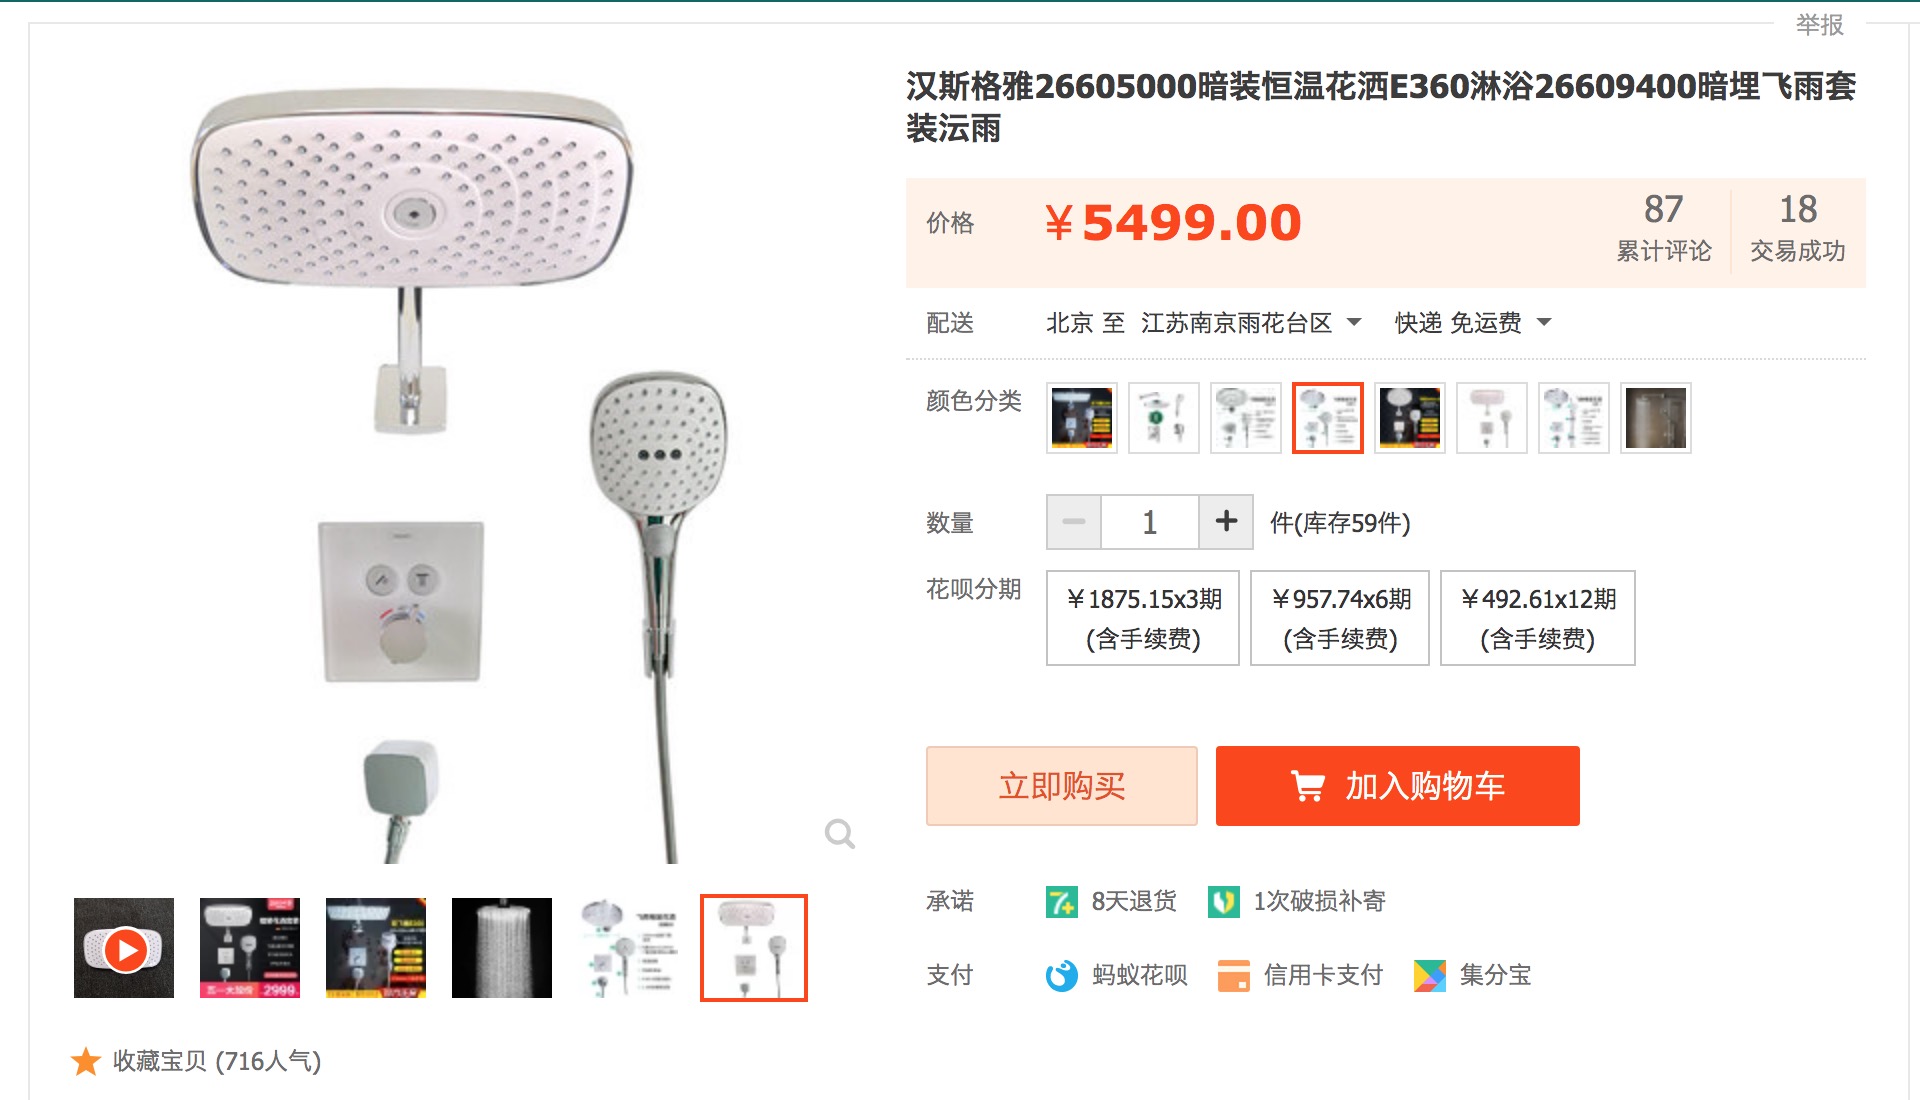 举报
汉斯格雅26605000暗装恒温花洒E360淋浴26609400暗埋飞雨套
装沄雨
价格
￥5499.00
87
累计评论
18
交易成功
配送
北京 至 江苏南京雨花台区
快递 免运费
颜色分类
数量
1
件(库存59件)
花呗分期
￥1875.15x3期
(含手续费)
￥957.74x6期
(含手续费)
￥492.61x12期
(含手续费)
立即购买
加入购物车
承诺
7+
8天退货
1次破损补寄
支付
蚂蚁花呗
信用卡支付
集分宝
2999
收藏宝贝 (716人气)